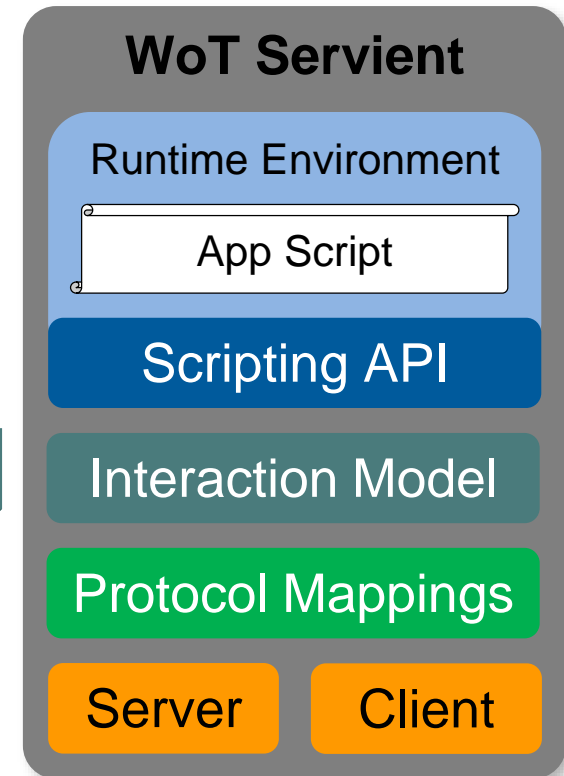 WoT Servient
Runtime Environment
App Script
Scripting API
Interaction Model
Protocol Mappings
Server Client